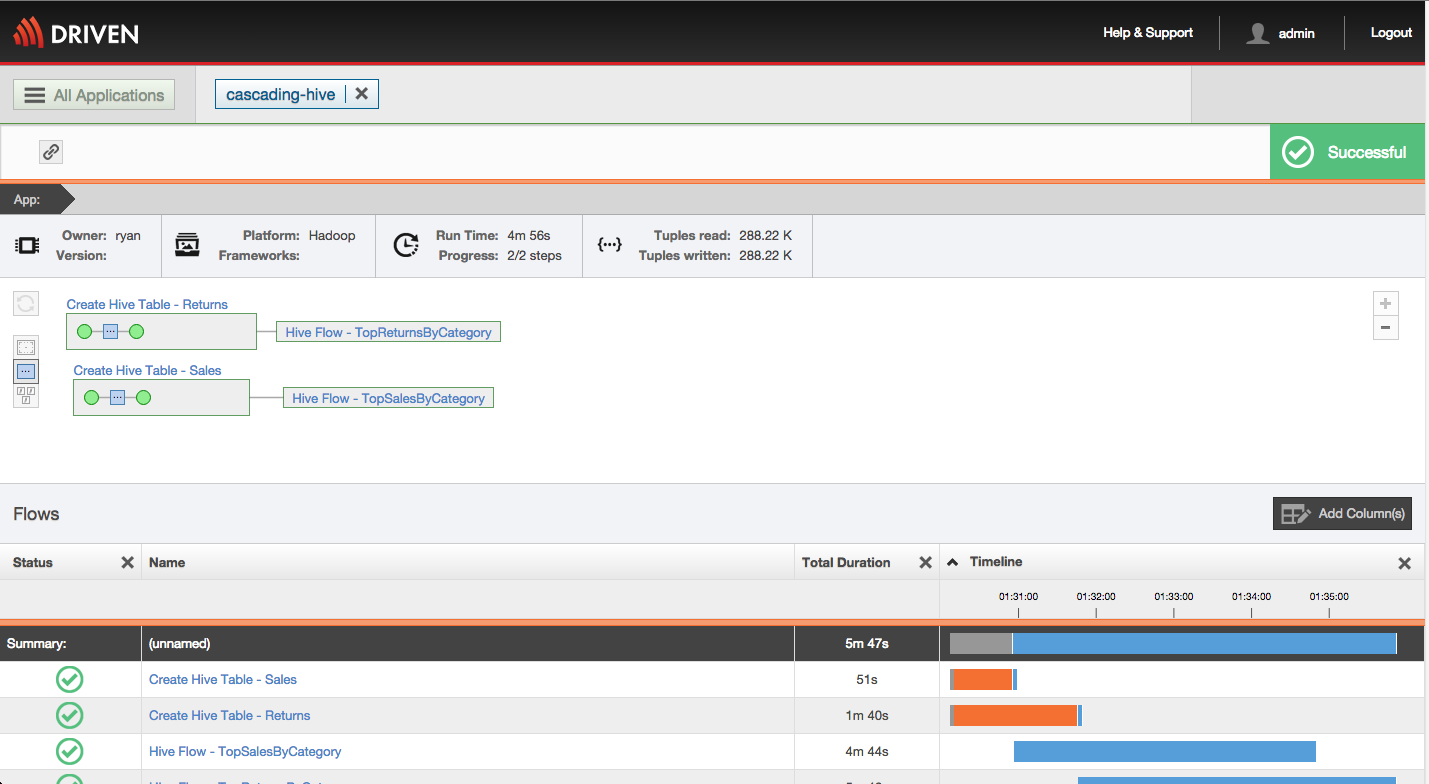 DRIVEN
Help & Support admin Logout
All Applications cascading-hive
Successful
App:
Owner: ryan Platform: Hadoop Run Time: 4m 56s Tuples read: 288.22 K
Version: Frameworks: Progress: 2/2 steps Tuples written: 288.22 K
Create Hive Table - Returns
Hive Flow - TopReturnsByCategory
Create Hive Table - Sales
Hive Flow - TopSalesByCategory
Flows Add Column(s)
Status Name Total Duration Timeline
01:31:00 01:32:00 01:33:00 01:34:00 01:35:00
Summary: (unnamed) 5m 47s
Create Hive Table - Sales 51s
Create Hive Table - Returns 1m 40s
Hive Flow - TopSalesByCategory 4m 44s